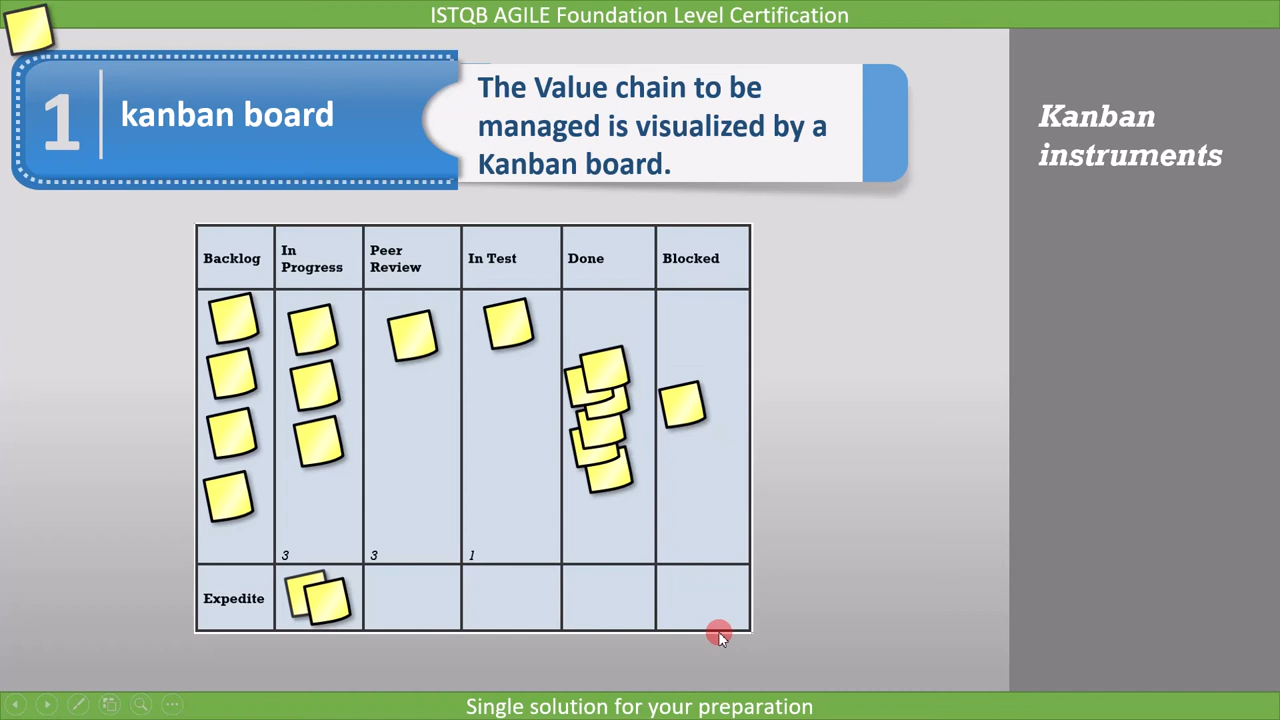 ISTQB AGILE Foundation Level Certification
1
kanban board
The Value chain to be
managed is visualized by a
Kanban board.
Kanban
instruments
Backlog
In
Progress
Peer
Review
In Test
Done
Blocked
3
3
1
Expedite
Single solution for your preparation